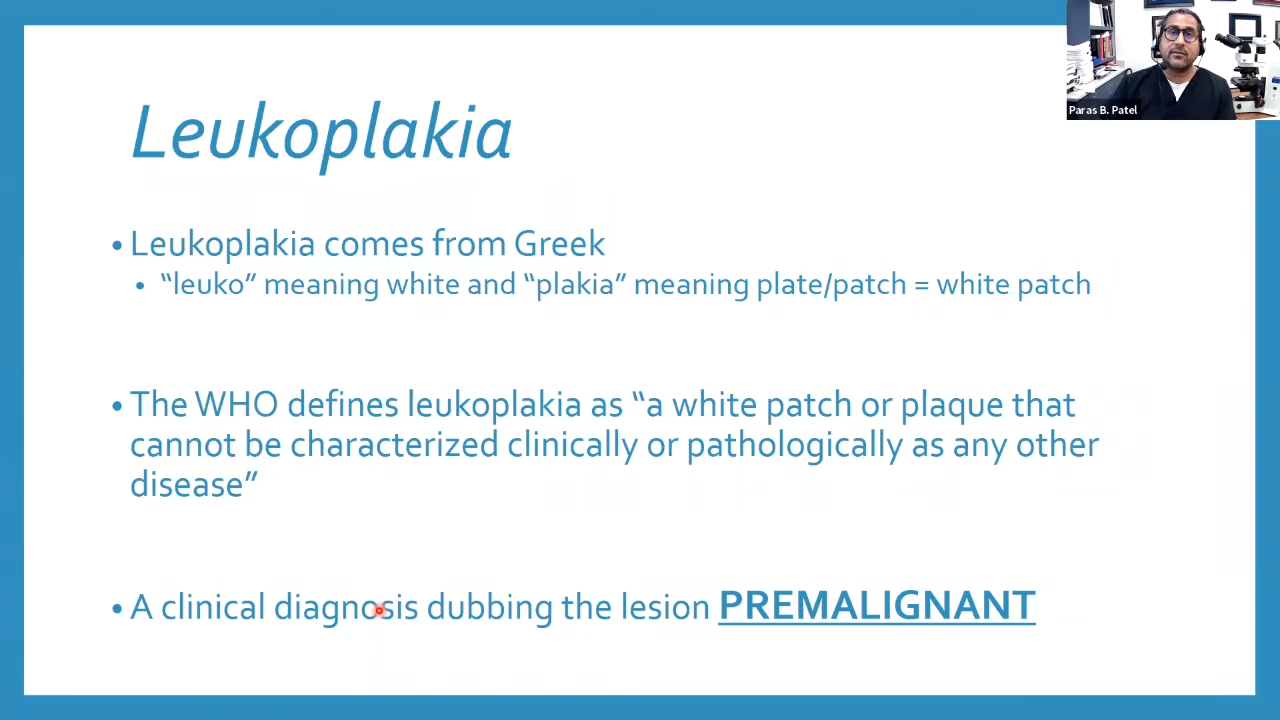 Paras B. Patel
Leukoplakia
• Leukoplakia comes from Greek
• “leuko” meaning white and “plakia” meaning plate/patch = white patch
• The WHO defines leukoplakia as “a white patch or plaque that
cannot be characterized clinically or pathologically as any other
disease”
• A clinical diagnosis dubbing the lesion PREMALIGNANT